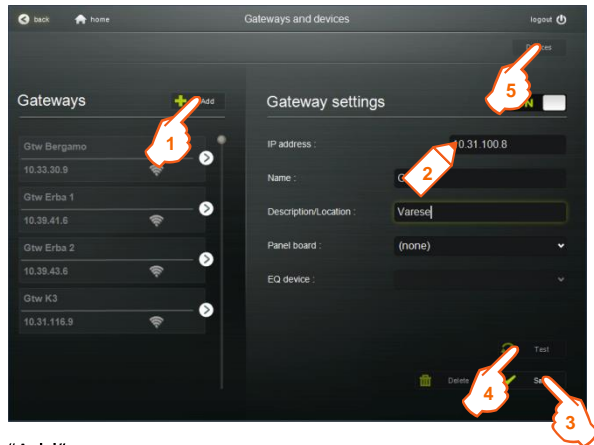 back home Gateways and devices logout
5
Gateways Add Gateway settings N
1
Gtw Bergamo
10.33.30.9
Gtw Erba 1
10.39.41.6
Gtw Erba 2
10.39.43.6
Gtw K3
10.31.116.9
IP address : 10.31.100.8
2
Name : G
Description/Location : Varese
Panel board : (none)
EQ device :
Test
4
Delete
3